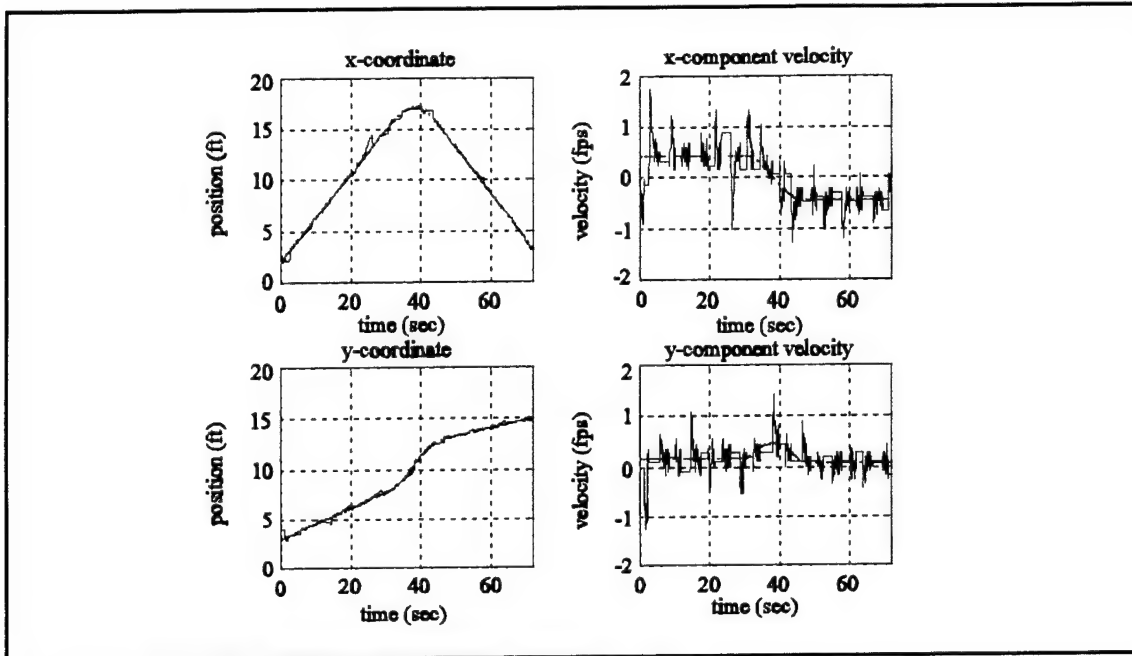 x-coordinate
position (ft)
20
15
10
5
0
0 20 40 60
time (sec)
x-component velocity
velocity (fps)
2
1
0
-1
-2
0 20 40 60
time (sec)
y-coordinate
position (ft)
20
15
10
5
0
0 20 40 60
time (sec)
y-component velocity
velocity (fps)
2
1
0
-1
-2
0 20 40 60
time (sec)